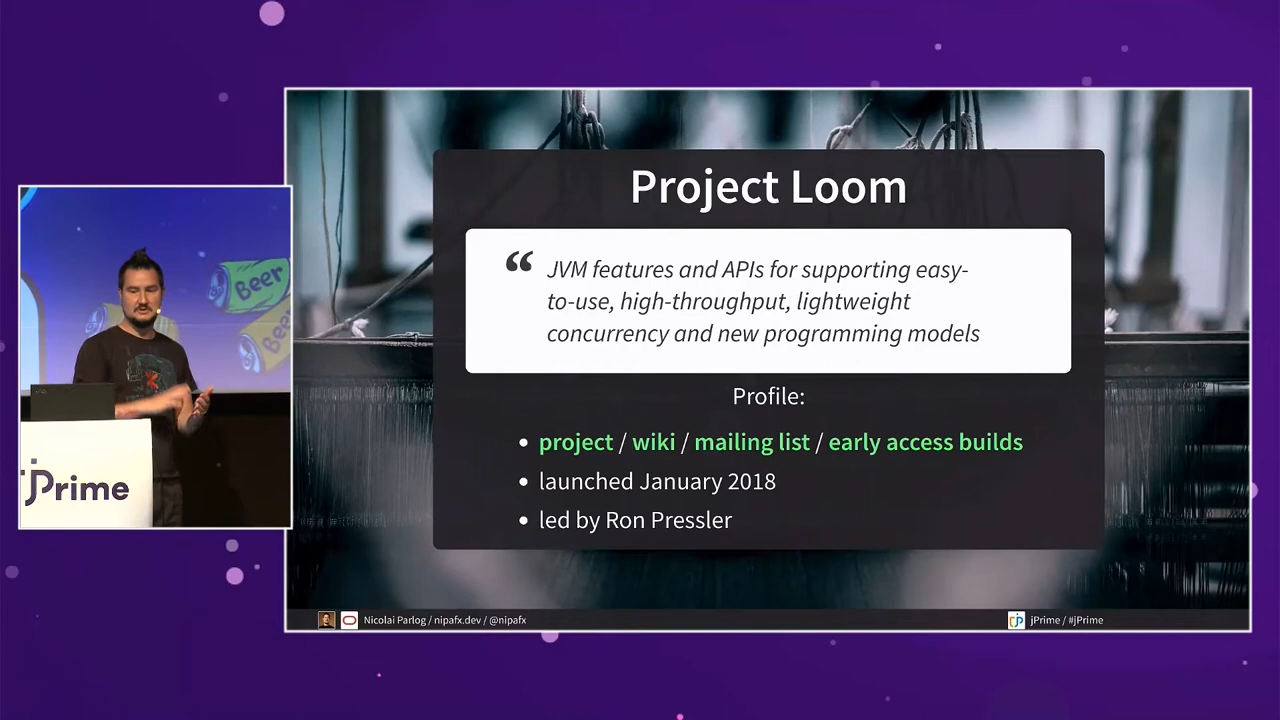 Project Loom
“ JVM features and APIs for supporting easy-
to-use, high-throughput, lightweight
concurrency and new programming models
Profile:
• project / wiki / mailing list / early access builds
• launched January 2018
• led by Ron Pressler
Nicolai Parlog / nipafx.dev / @nipafx
jPrime / #jPrime
Beer
Beer
jPrime